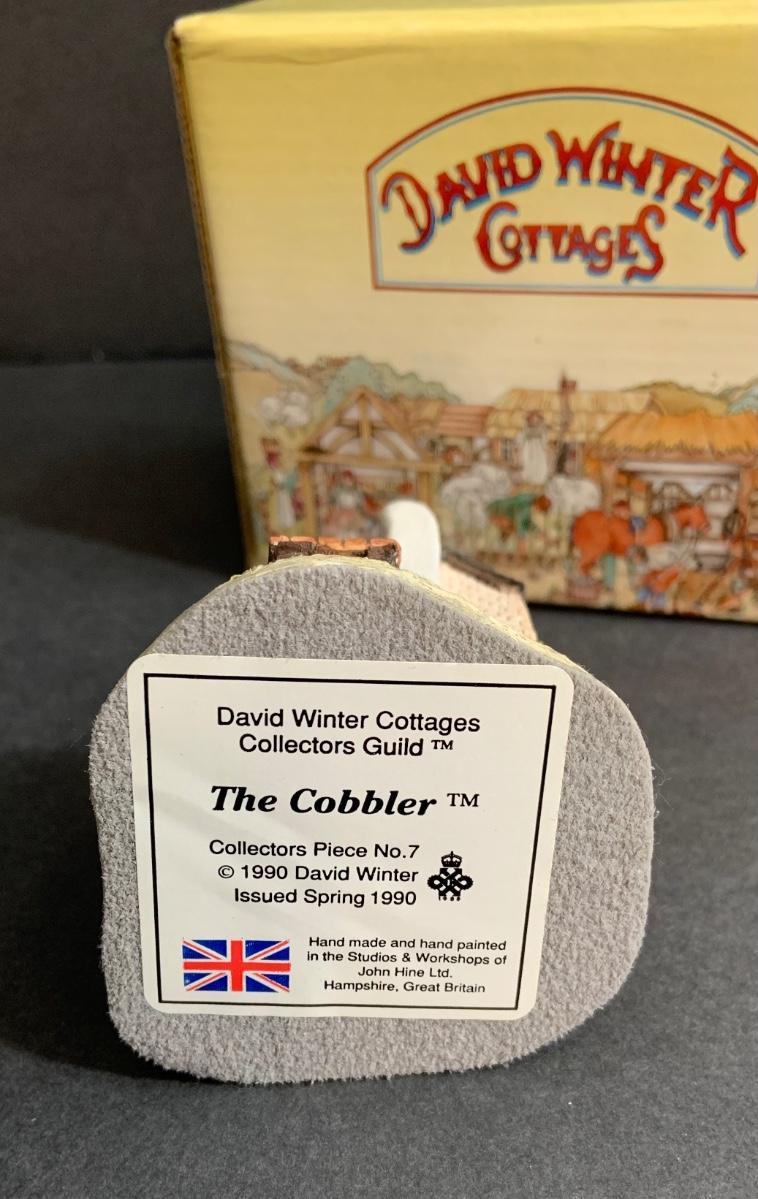 DAVID WINTER
COTTAGES
David Winter Cottages
Collectors Guild ™
The Cobbler ™
Collectors Piece No.7
© 1990 David Winter
Issued Spring 1990
Hand made and hand painted
in the Studios & Workshops of
John Hine Ltd.
Hampshire, Great Britain